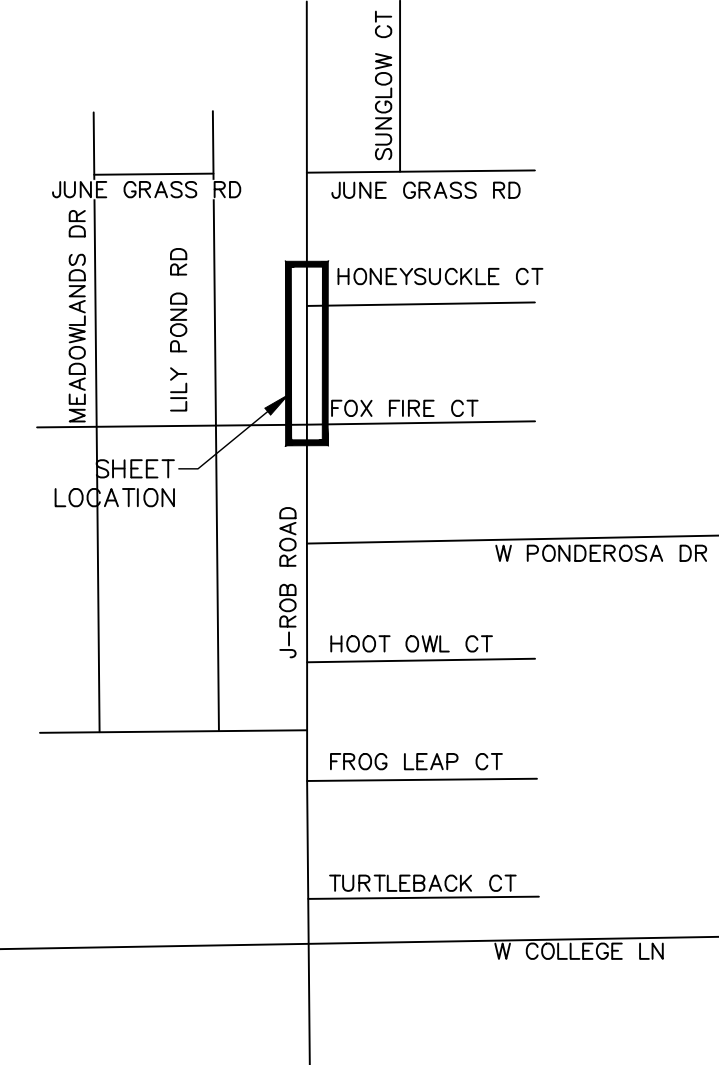 SUNGLOW CT
JUNE GRASS RD
JUNE GRASS RD
MEADOWLANDS DR
LILY POND RD
HONEYSUCKLE CT
FOX FIRE CT
SHEET
LOCATION
J-ROB ROAD
W PONDEROSA DR
HOOT OWL CT
FROG LEAP CT
TURTLEBACK CT
W COLLEGE LN